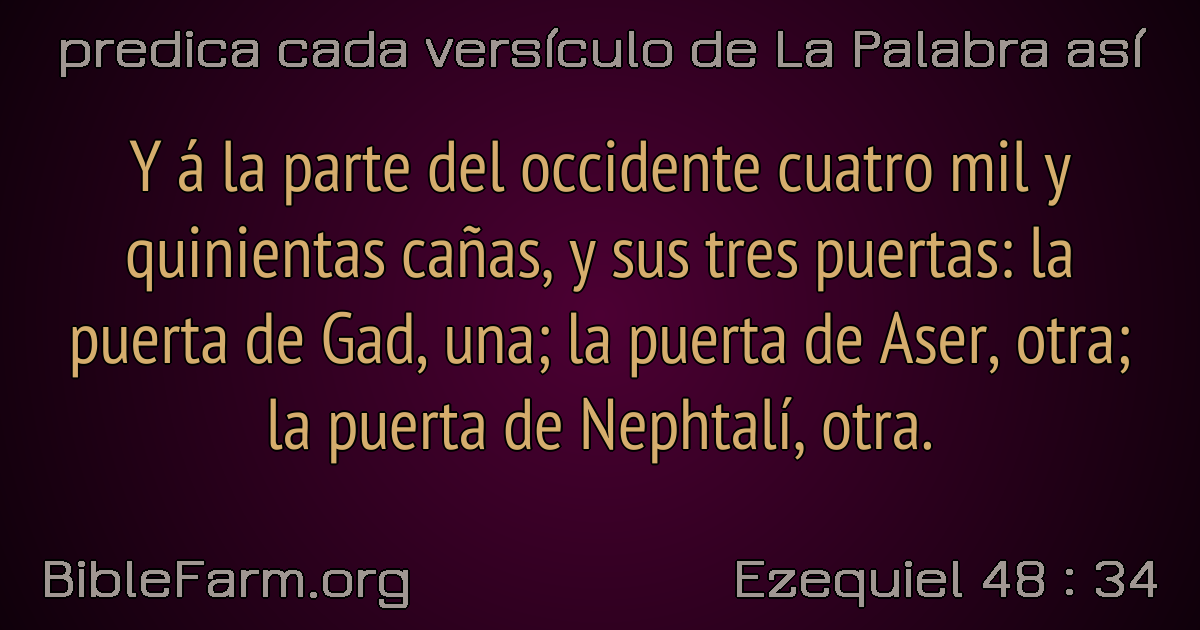 predica cada versículo de La Palabra así
Y á la parte del occidente cuatro mil y
quinientas cañas, y sus tres puertas: la
puerta de Gad, una; la puerta de Aser, otra;
la puerta de Nephtalí, otra.
BibleFarm.org
Ezequiel 48 : 34